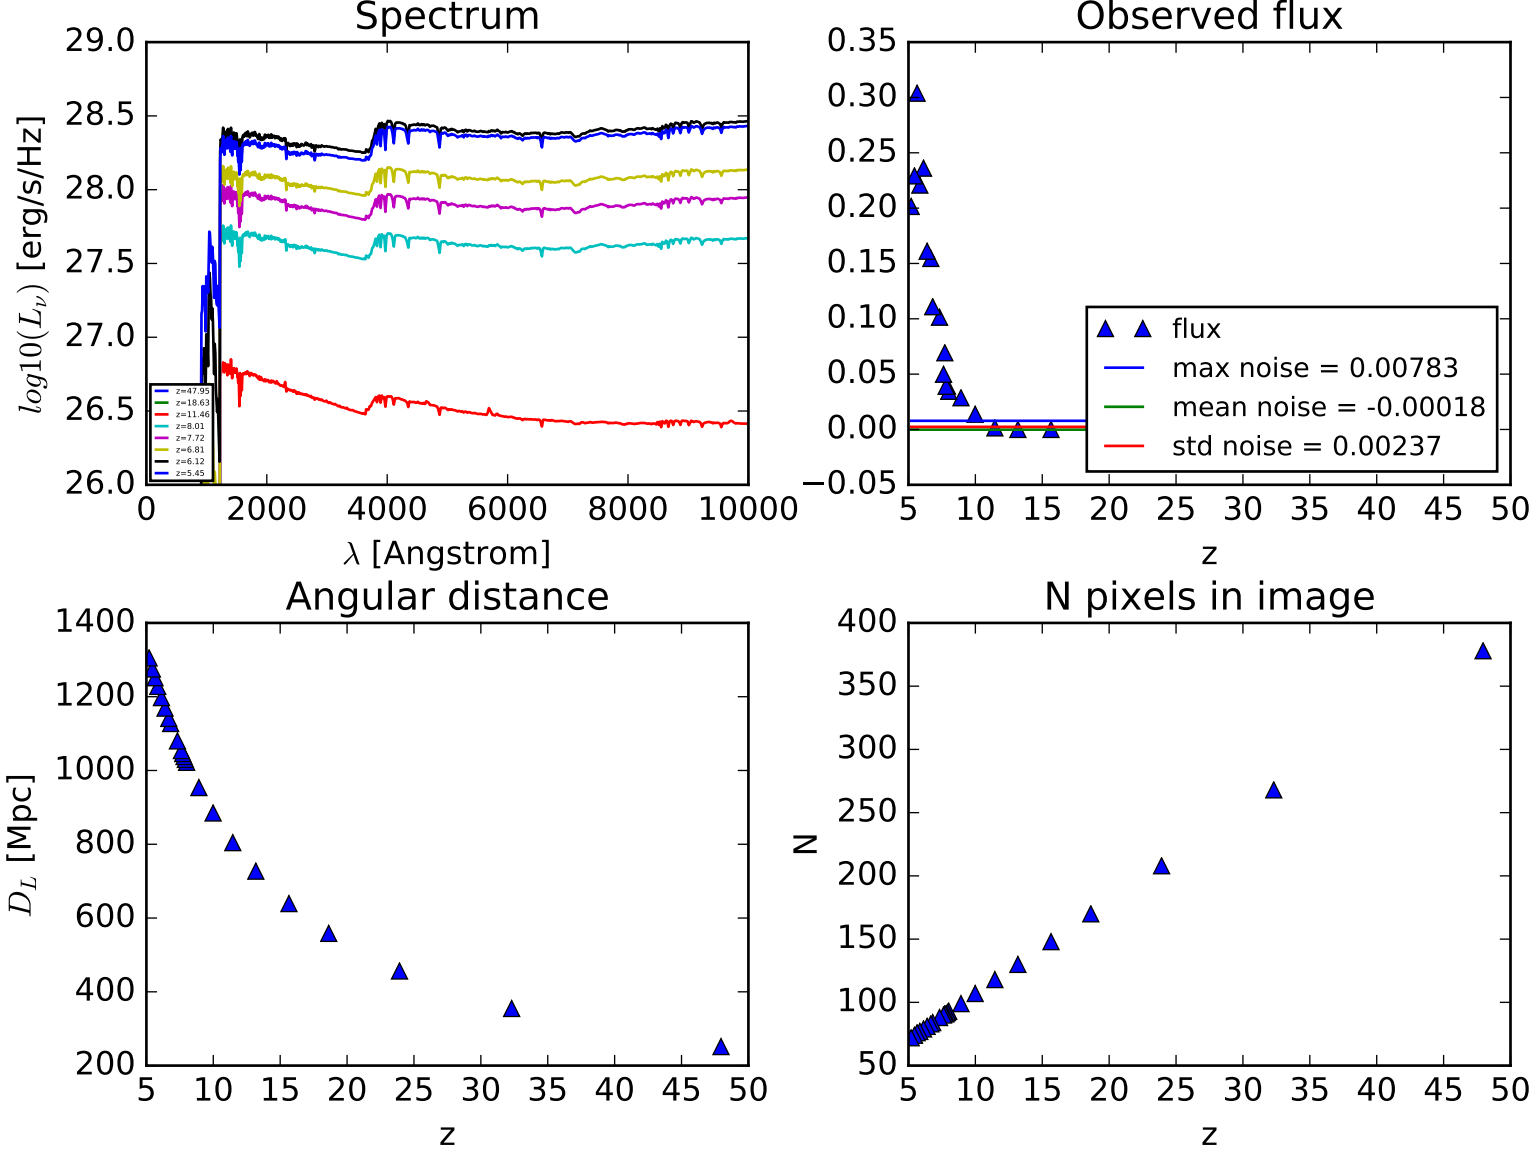 Spectrum
29.0
28.5
28.0
27.5
27.0
26.5
26.0
log10(Lν) [erg/s/Hz]
z=47.95
z=18.63
z=11.46
z=8.01
z=7.72
z=6.81
z=6.12
z=5.45
0 2000 4000 6000 8000 10000
λ [Angstrom]
Observed flux
0.35
0.30
0.25
0.20
0.15
0.10
0.05
0.00
−0.05
flux
max noise = 0.00783
mean noise = -0.00018
std noise = 0.00237
5 10 15 20 25 30 35 40 45 50
z
Angular distance
1400
1200
1000
800
600
400
200
D_L [Mpc]
5 10 15 20 25 30 35 40 45 50
z
N pixels in image
400
350
300
250
200
150
100
50
N
5 10 15 20 25 30 35 40 45 50
z